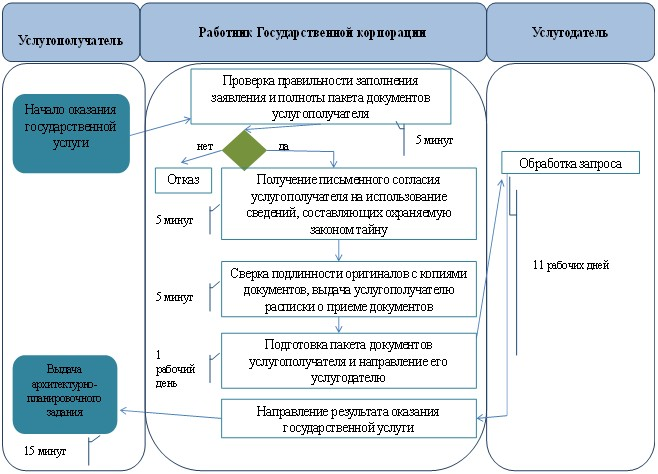 Услугополучатель
Работник Государственной корпорации
Услугодатель
Начало оказания
государственной
услуги
Проверка правильности заполнения
заявления и полноты пакета документов
услугополучателя
5 минут
нет
да
Отказ
Получение письменного согласия
услугополучателя на использование
сведений, составляющих охраняемую
законом тайну
5 минут
Обработка запроса
11 рабочих дней
Сверка подлинности оригиналов с копиями
документов, выдача услугополучателю
расписки о приеме документов
5 минут
Подготовка пакета документов
услугополучателя и направление его
услугодателю
1
рабочий
день
Направление результата оказания
государственной услуги
Выдача
архитектурно-
планировочного
задания
15 минут